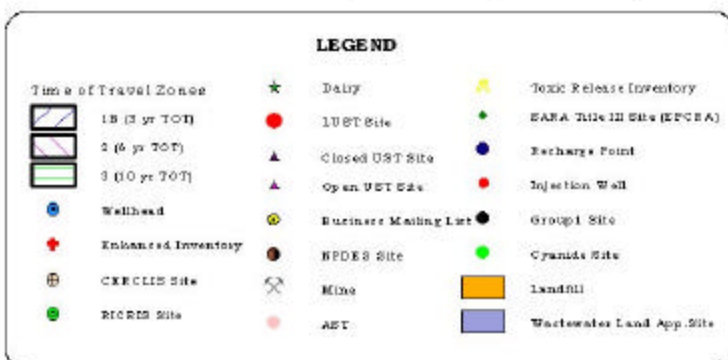 LEGEND
Time of Travel Zones
1B (3 yr TOT)
2 (6 yr TOT)
3 (10 yr TOT)
Wellhead
Enhanced Inventory
CERCLIS Site
RICRIS Site
Dairy
LUST Site
Closed UST Site
Open UST Site
Business Mailing List
NPDES Site
Mine
AST
Toxic Release Inventory
SARA Title III Site (EPCRA)
Recharge Point
Injection Well
Group1 Site
Cyanide Site
Landfill
Wastewater Land App.Site